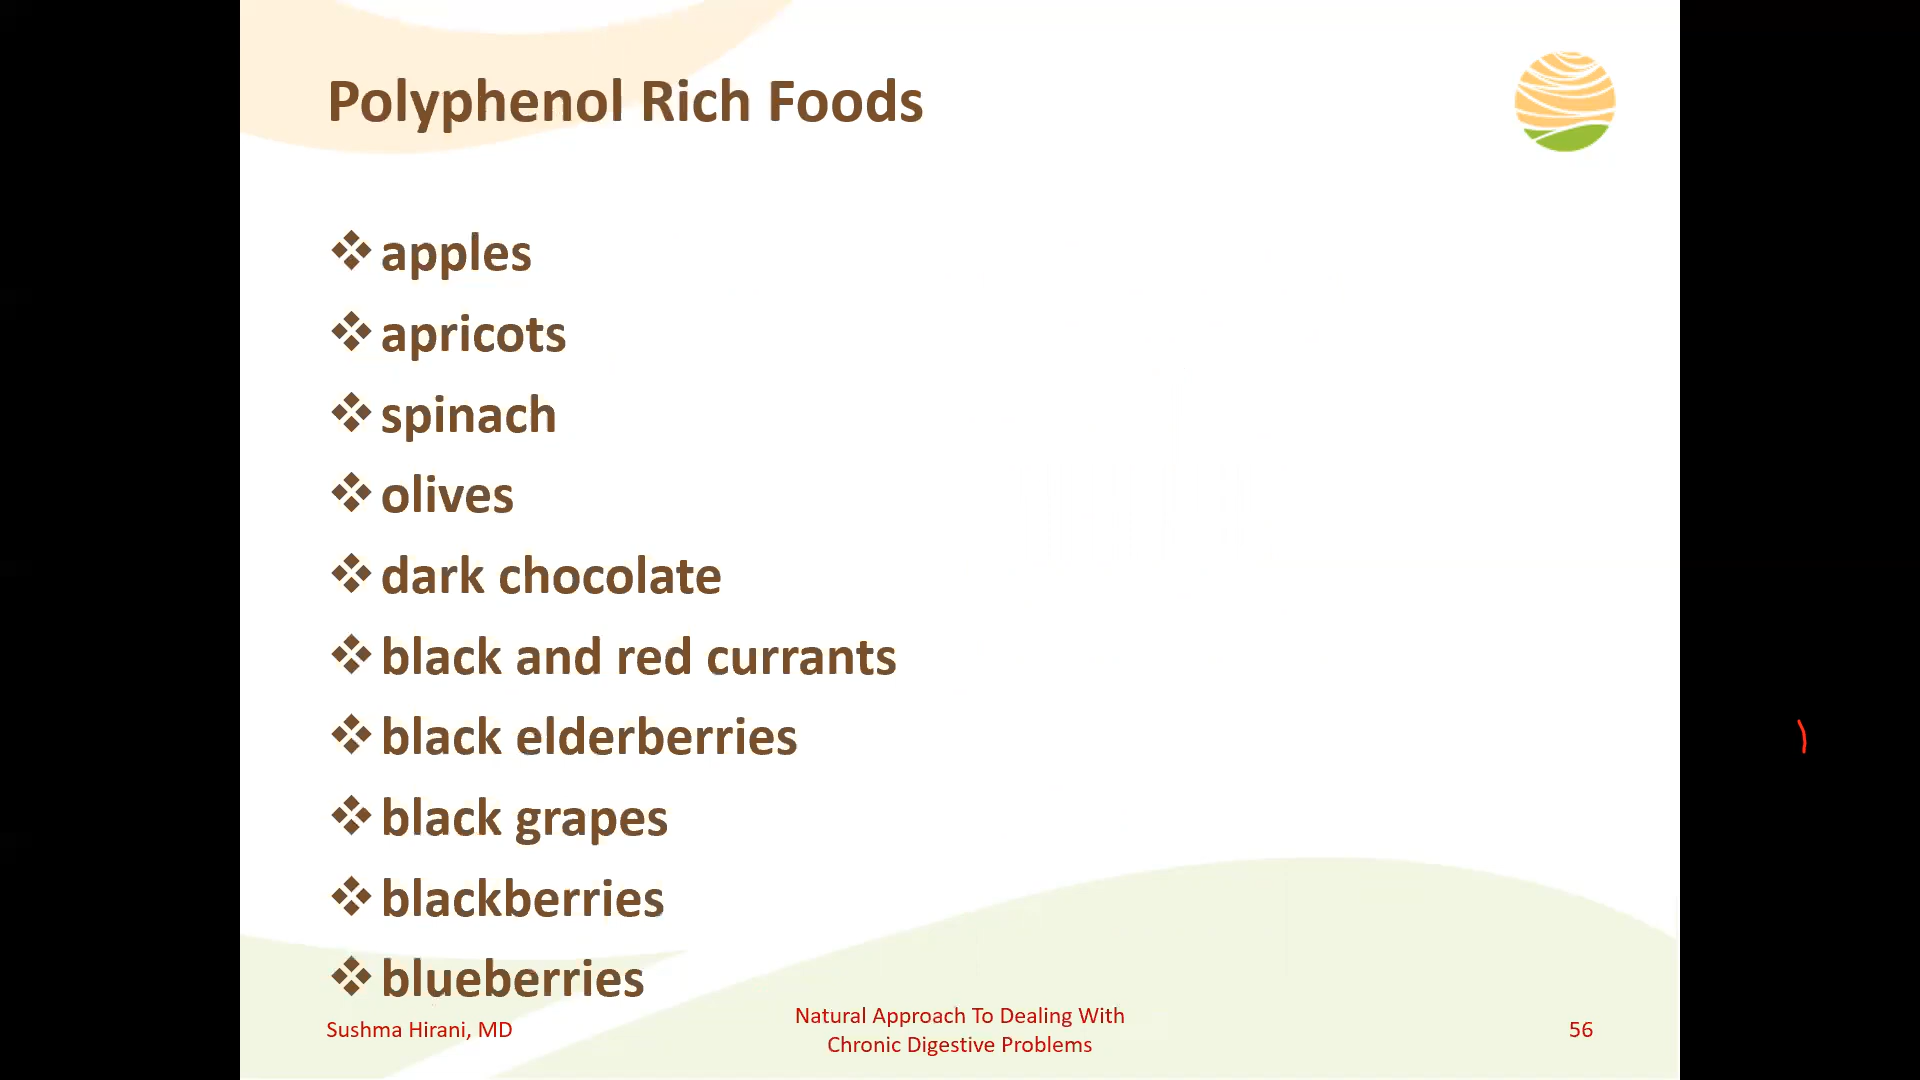 Polyphenol Rich Foods
❖ apples
❖ apricots
❖ spinach
❖ olives
❖ dark chocolate
❖ black and red currants
❖ black elderberries
❖ black grapes
❖ blackberries
❖ blueberries
Sushma Hirani, MD
Natural Approach To Dealing With
Chronic Digestive Problems
56